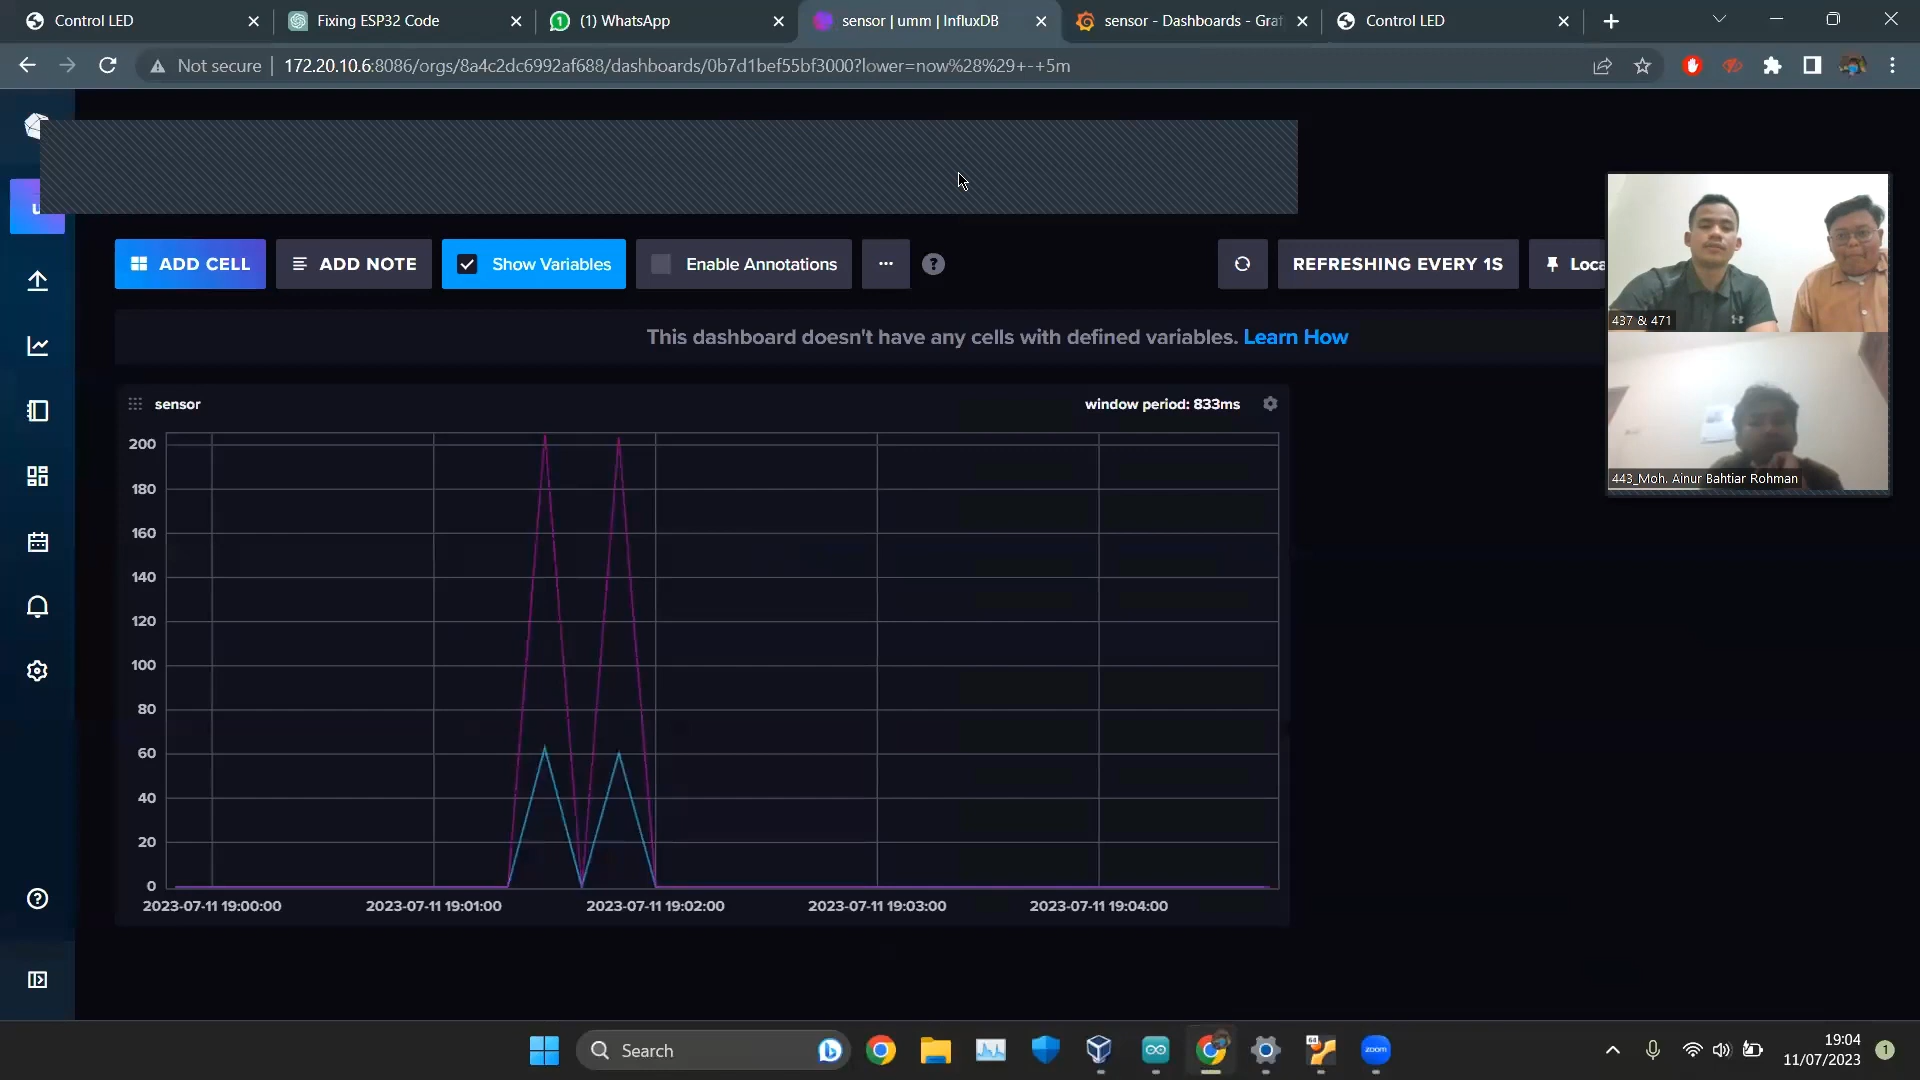 Control LED
Fixing ESP32 Code
(1) WhatsApp
sensor | umm | InfluxDB
sensor - Dashboards - Graf
Control LED
Not secure
172.20.10.6:8086/orgs/8a4c2dc6992af688/dashboards/0b7d1bef55bf3000?lower=now%28%29+-+5m
u
ADD CELL
ADD NOTE
Show Variables
Enable Annotations
...
?
REFRESHING EVERY 1S
Loca
This dashboard doesn't have any cells with defined variables. Learn How
437 & 471
443_Moh. Ainur Bahtiar Rohman
sensor
window period: 833ms
200
180
160
140
120
100
80
60
40
20
0
2023-07-11 19:00:00
2023-07-11 19:01:00
2023-07-11 19:02:00
2023-07-11 19:03:00
2023-07-11 19:04:00
Search
64
zoom
19:04
11/07/2023
1